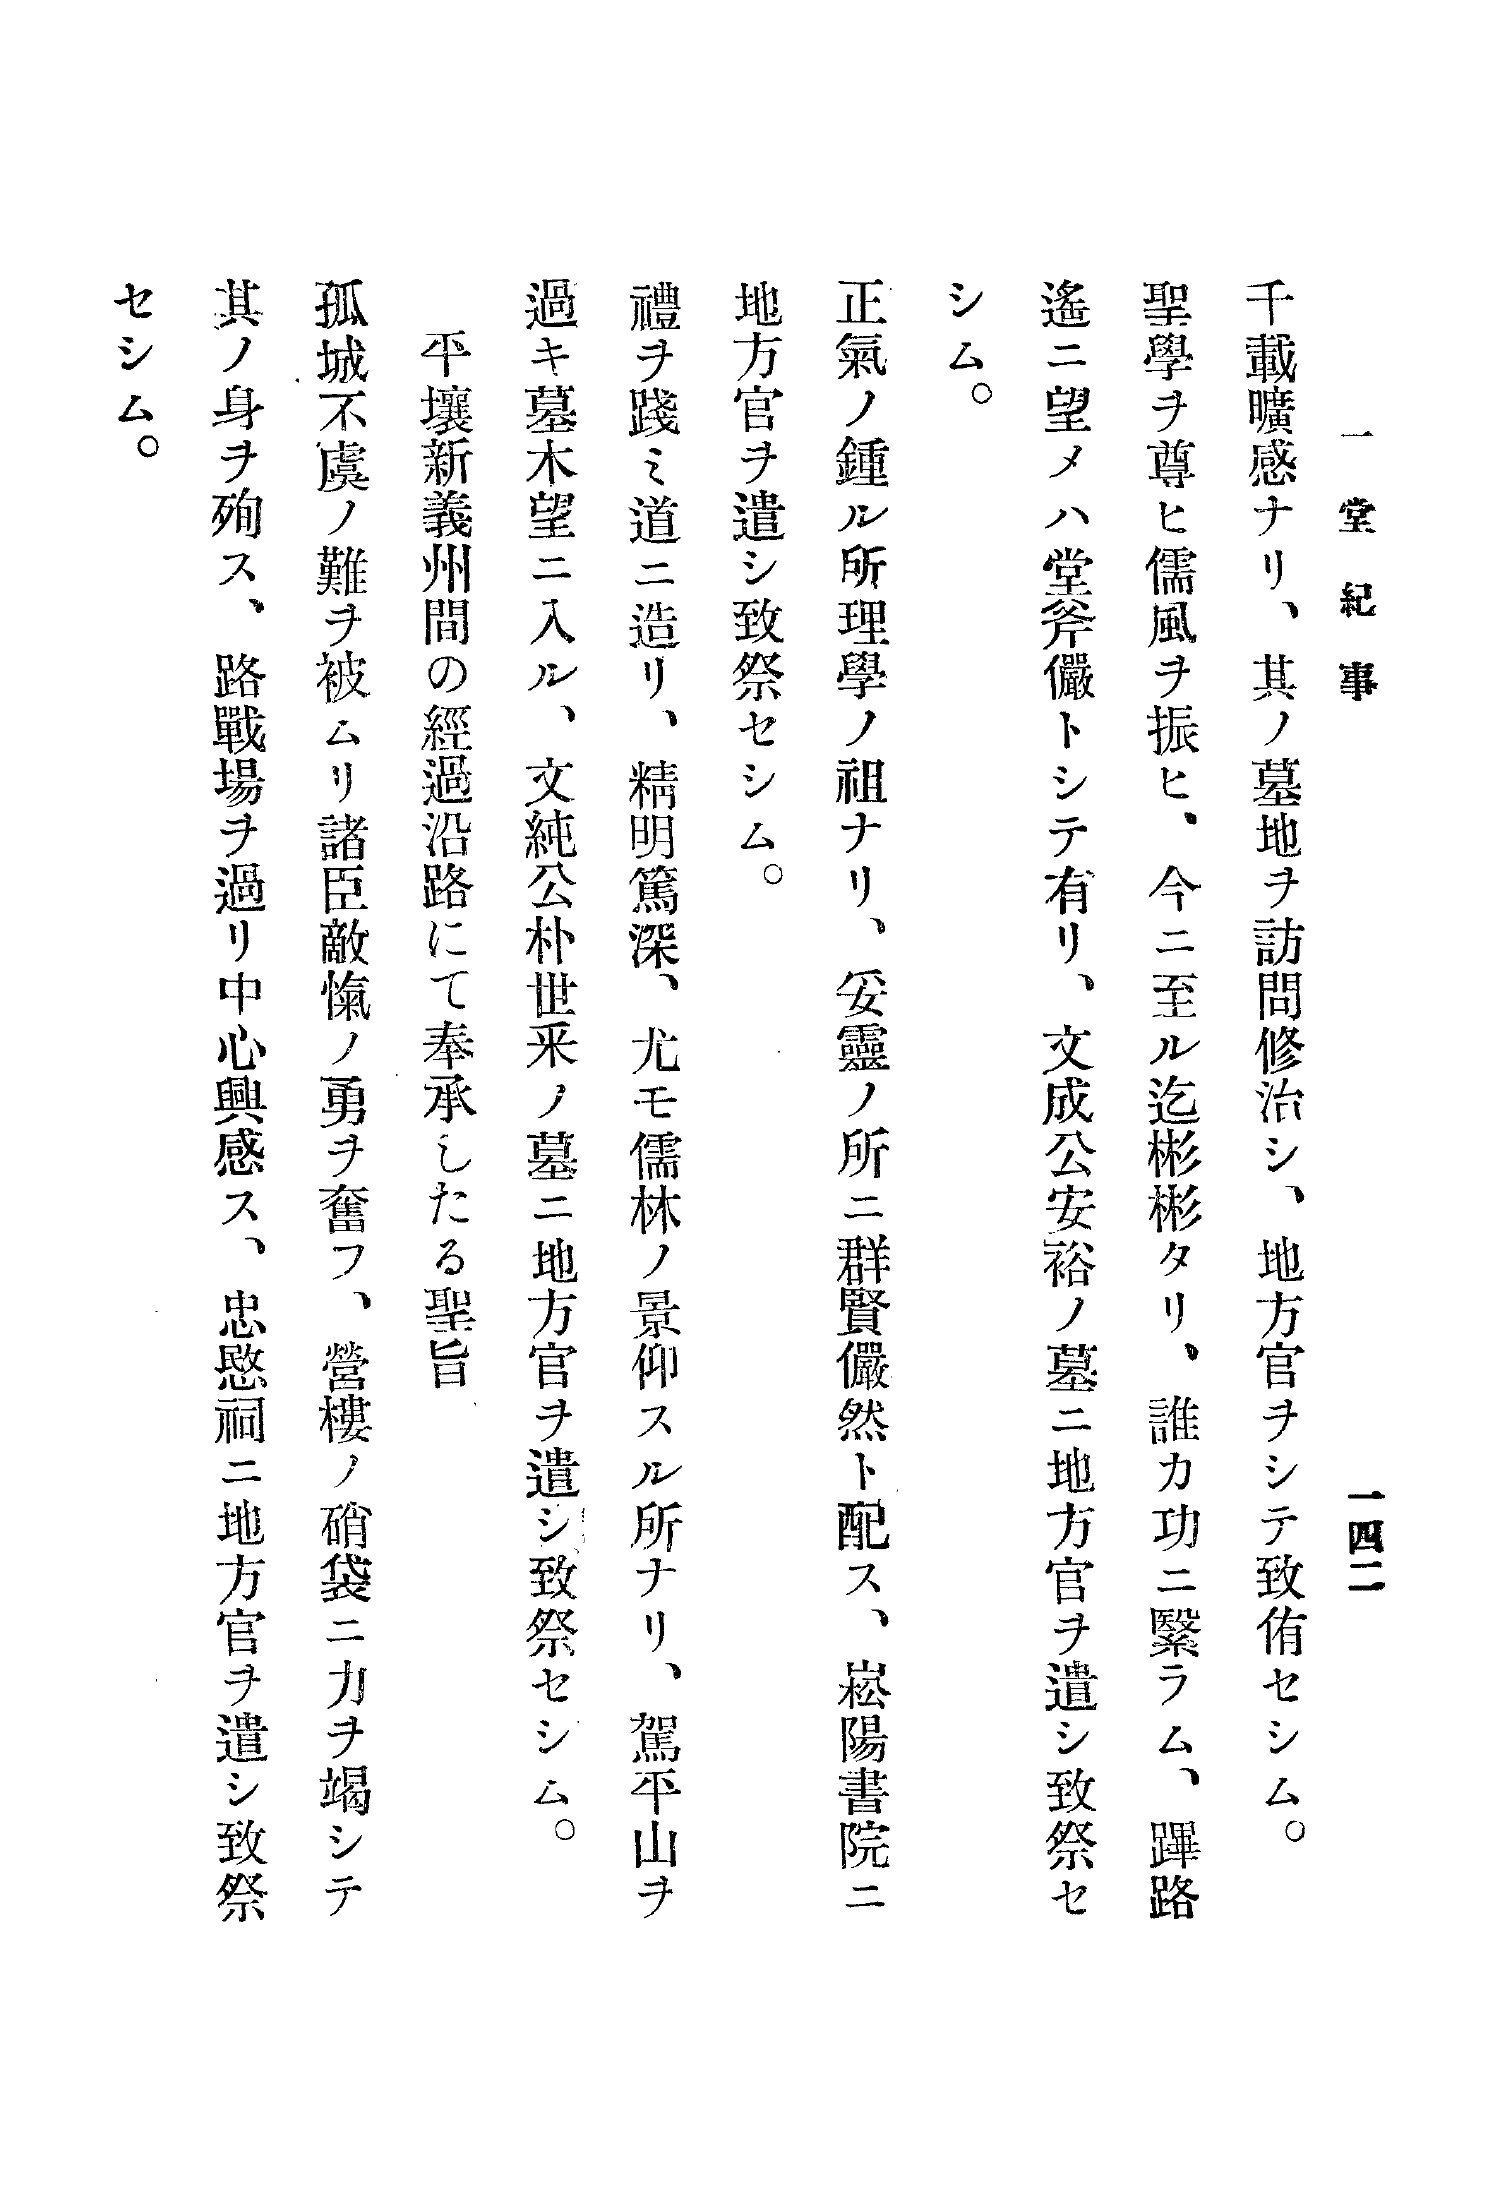 一堂紀事
一四二
千載曠感ナリ、其ノ墓地ヲ訪問修治シ、地方官ヲシテ致侑セシム。
聖學ヲ尊ヒ儒風ヲ振ヒ、今ニ至ル迄彬彬タリ、誰カ功ニ繄ラム、蹕路
遙ニ望メハ堂斧儼トシテ有リ、文成公安裕ノ墓ニ地方官ヲ遣シ致祭セ
シム。
正氣ノ鍾ル所理學ノ祖ナリ、妥靈ノ所ニ群賢儼然ト配ス、崧陽書院ニ
地方官ヲ遣シ致祭セシム。
禮ヲ踐ミ道ニ造リ、精明篤深、尤モ儒林ノ景仰スル所ナリ、駕平山ヲ
過キ墓木望ニ入ル、文純公朴世采ノ墓ニ地方官ヲ遣シ致祭セシム。
平壤新義州間の經過沿路にて奉承したる聖旨
孤城不虞ノ難ヲ被ムリ諸臣敵愾ノ勇ヲ奮フ、營樓ノ硝袋ニ力ヲ竭シテ
其ノ身ヲ殉ス、路戰場ヲ過リ中心興感ス、忠愍祠ニ地方官ヲ遣シ致祭
セシム。